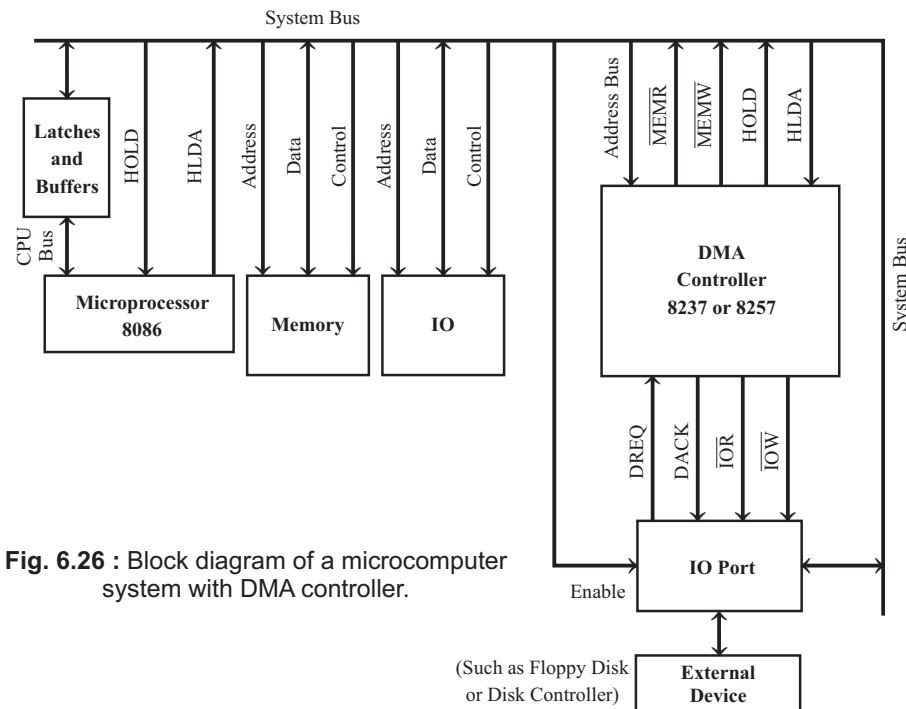 System Bus
Latches
and
Buffers
CPU
Bus
HOLD
HLDA
Address
Data
Control
Address
Data
Control
Microprocessor
8086
Memory
IO
Address Bus
MEMR
MEMW
HOLD
HLDA
DMA
Controller
8237 or 8257
System Bus
DREQ
DACK
IOR
IOW
Fig. 6.26 : Block diagram of a microcomputer
system with DMA controller.
IO Port
Enable
(Such as Floppy Disk
or Disk Controller)
External
Device